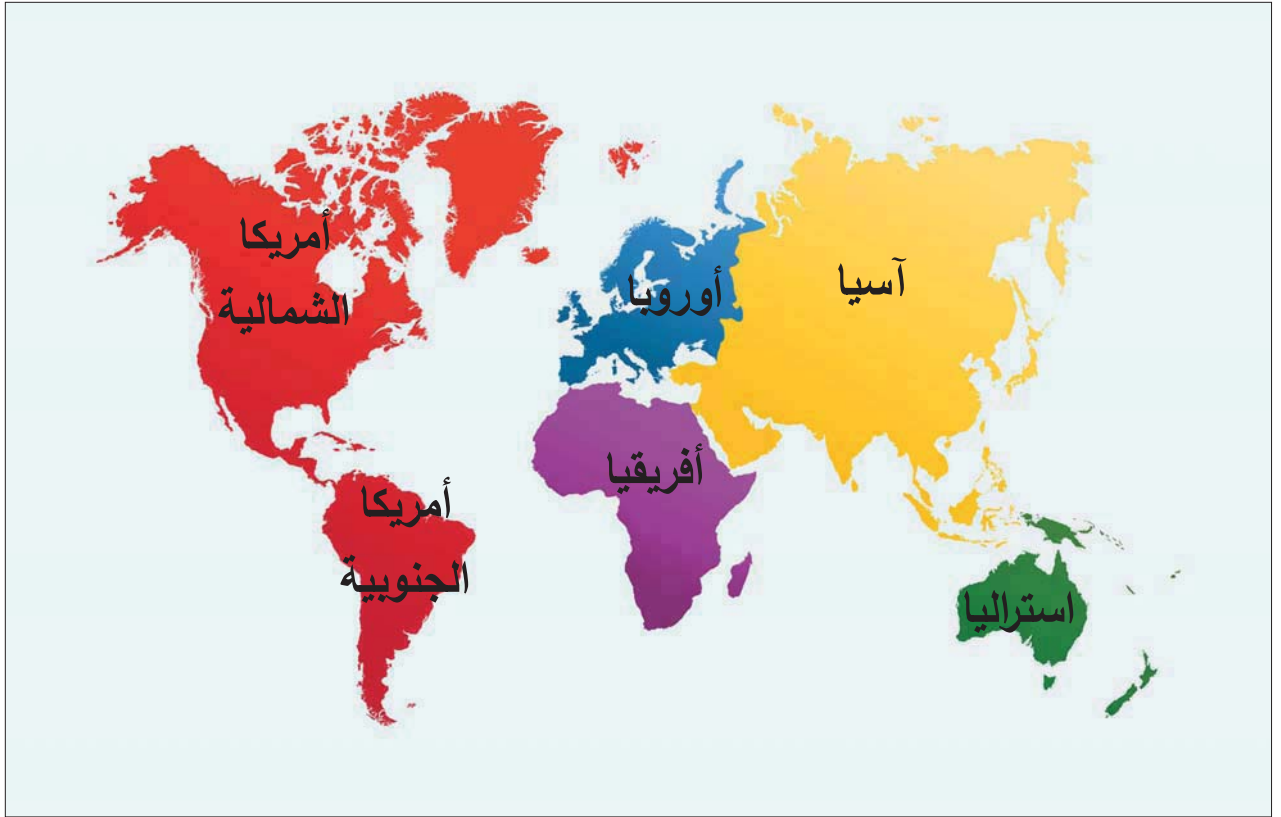 أمريكا
الشمالية
أوروبا
آسيا
أفريقيا
أمريكا
الجنوبية
استراليا